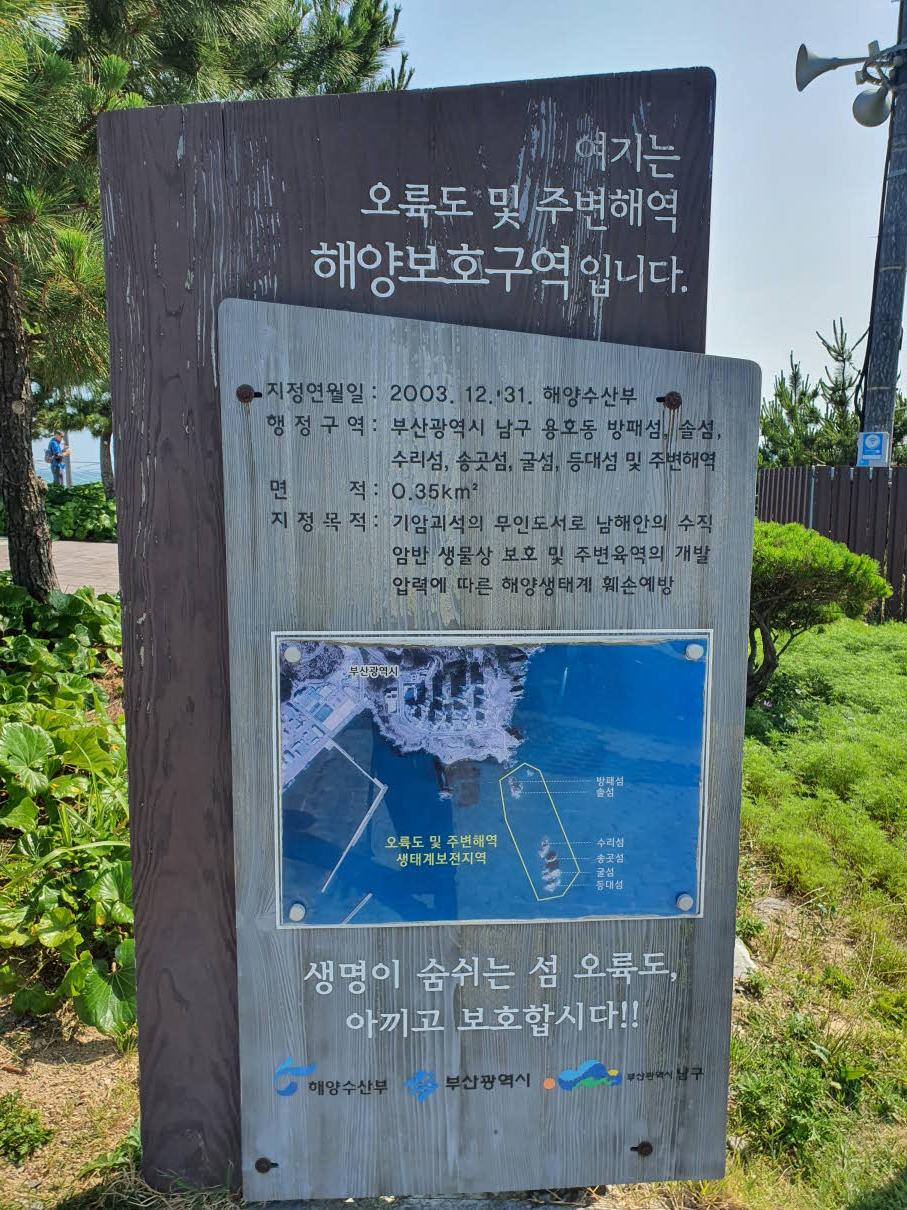 여기는
오륙도 및 주변해역
해양보호구역 입니다.
지정연월일 : 2003. 12. 31. 해양수산부
행정구역 : 부산광역시 남구 용호동 방패섬, 솔섬,
수리섬, 송곳섬, 굴섬, 등대섬 및 주변해역
면 적 : 0.35km²
지정목적 : 기암괴석의 무인도서로 남해안의 수직
암반 생물상 보호 및 주변육역의 개발
압력에 따른 해양생태계 훼손예방
부산광역시
방패섬
솔섬
오륙도 및 주변해역
생태계보전지역
수리섬
송곳섬
굴섬
등대섬
생명이 숨쉬는 섬 오륙도,
아끼고 보호합시다!!
해양수산부 부산광역시 부산광역시 남구